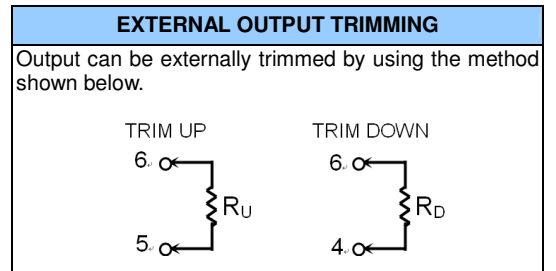 EXTERNAL OUTPUT TRIMMING
Output can be externally trimmed by using the method
shown below.
TRIM UP TRIM DOWN
6 6
RU RD
5 4